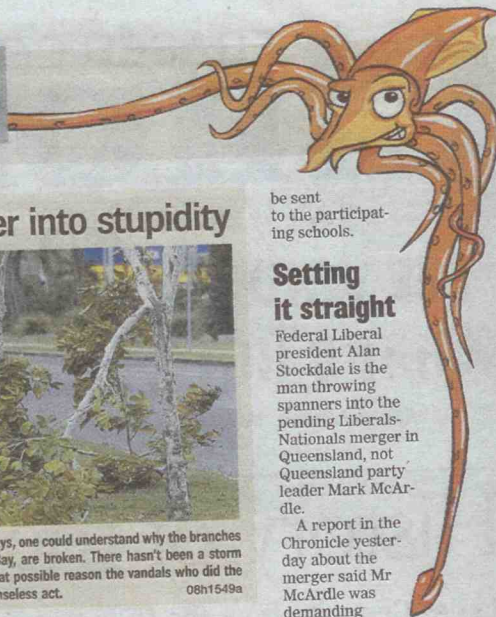 er into stupidity
ys, one could understand why the branches
ay, are broken. There hasn't been a storm
at possible reason the vandals who did the
nseless act.
08h1549a
be sent
to the participat-
ing schools.
Setting
it straight
Federal Liberal
president Alan
Stockdale is the
man throwing
spanners into the
pending Liberals-
Nationals merger in
Queensland, not
Queensland party
leader Mark McAr-
dle.
A report in the
Chronicle yester-
day about the
merger said Mr
McArdle was
demanding